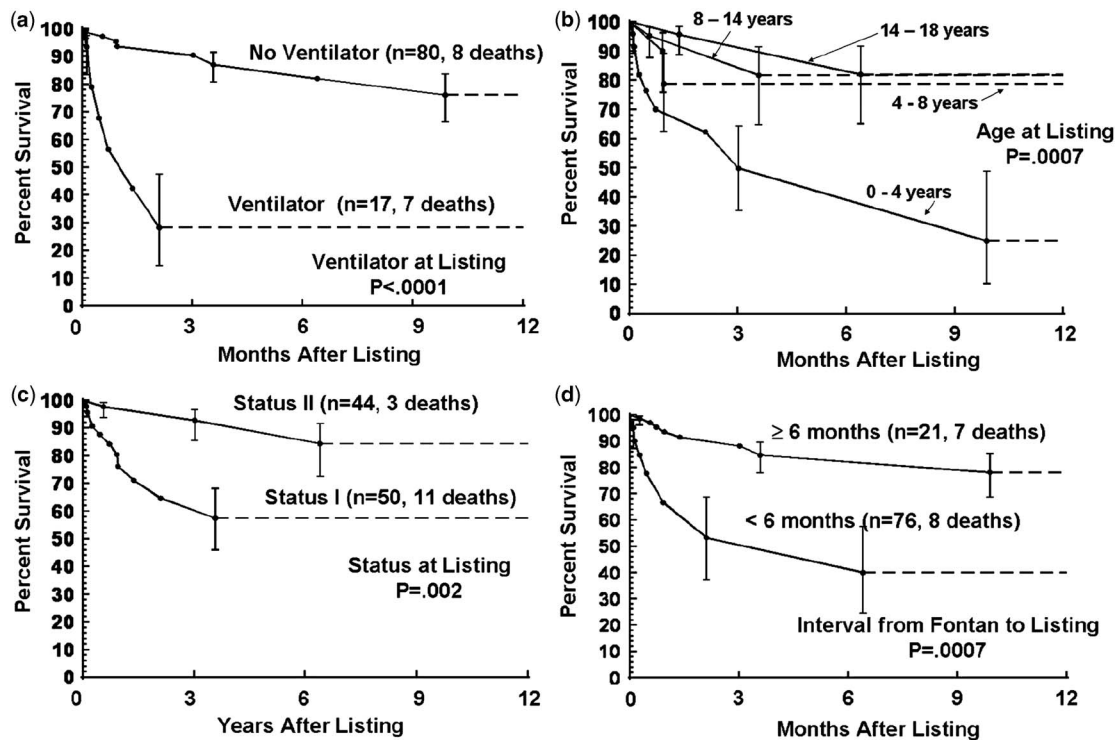 (a)
100
90
80
70
60
50
40
30
20
10
0
Percent Survival
No Ventilator (n=80, 8 deaths)
Ventilator (n=17, 7 deaths)
Ventilator at Listing
P<.0001
0 3 6 9 12
Months After Listing
(b)
100
90
80
70
60
50
40
30
20
10
0
Percent Survival
8 – 14 years
14 – 18 years
4 - 8 years
Age at Listing
P=.0007
0 - 4 years
0 3 6 9 12
Months After Listing
(c)
100
90
80
70
60
50
40
30
20
10
0
Percent Survival
Status II (n=44, 3 deaths)
Status I (n=50, 11 deaths)
Status at Listing
P=.002
0 3 6 9 12
Years After Listing
(d)
100
90
80
70
60
50
40
30
20
10
0
Percent Survival
≥ 6 months (n=21, 7 deaths)
< 6 months (n=76, 8 deaths)
Interval from Fontan to Listing
P=.0007
0 3 6 9 12
Months After Listing